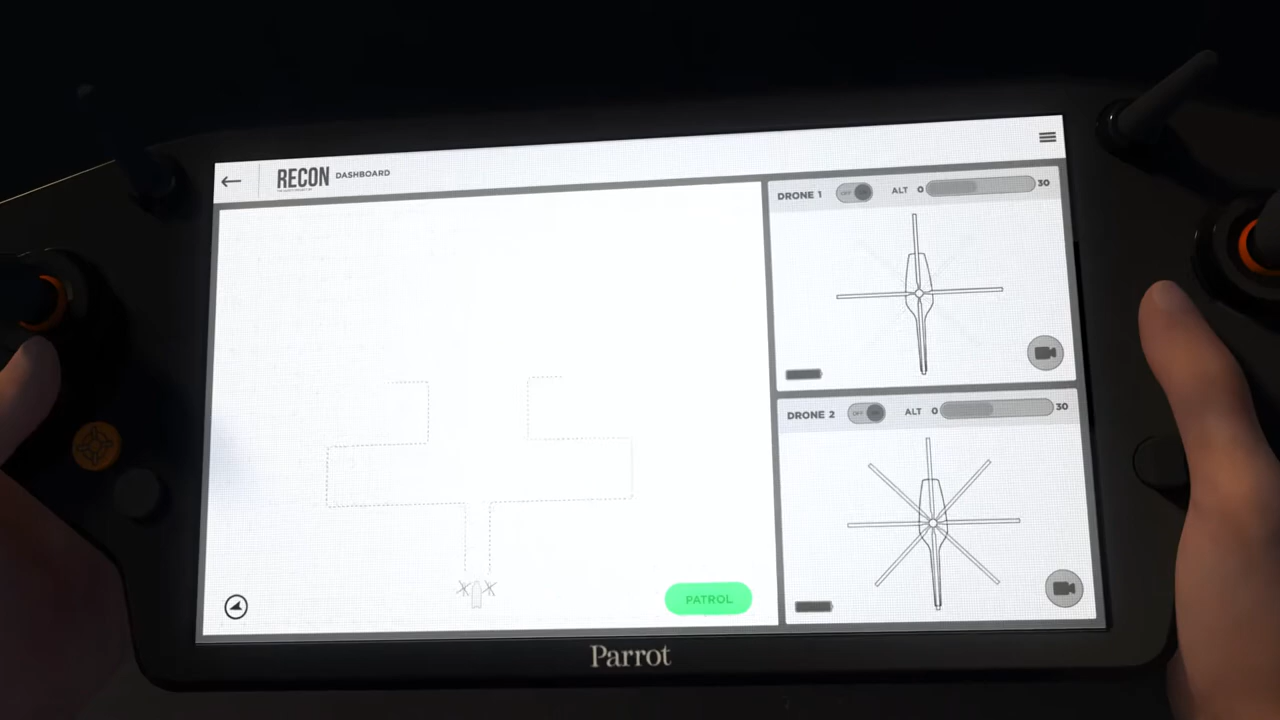 RECON DASHBOARD
DRONE 1 OFF ALT 0 30
DRONE 2 OFF ALT 0 30
PATROL
Parrot